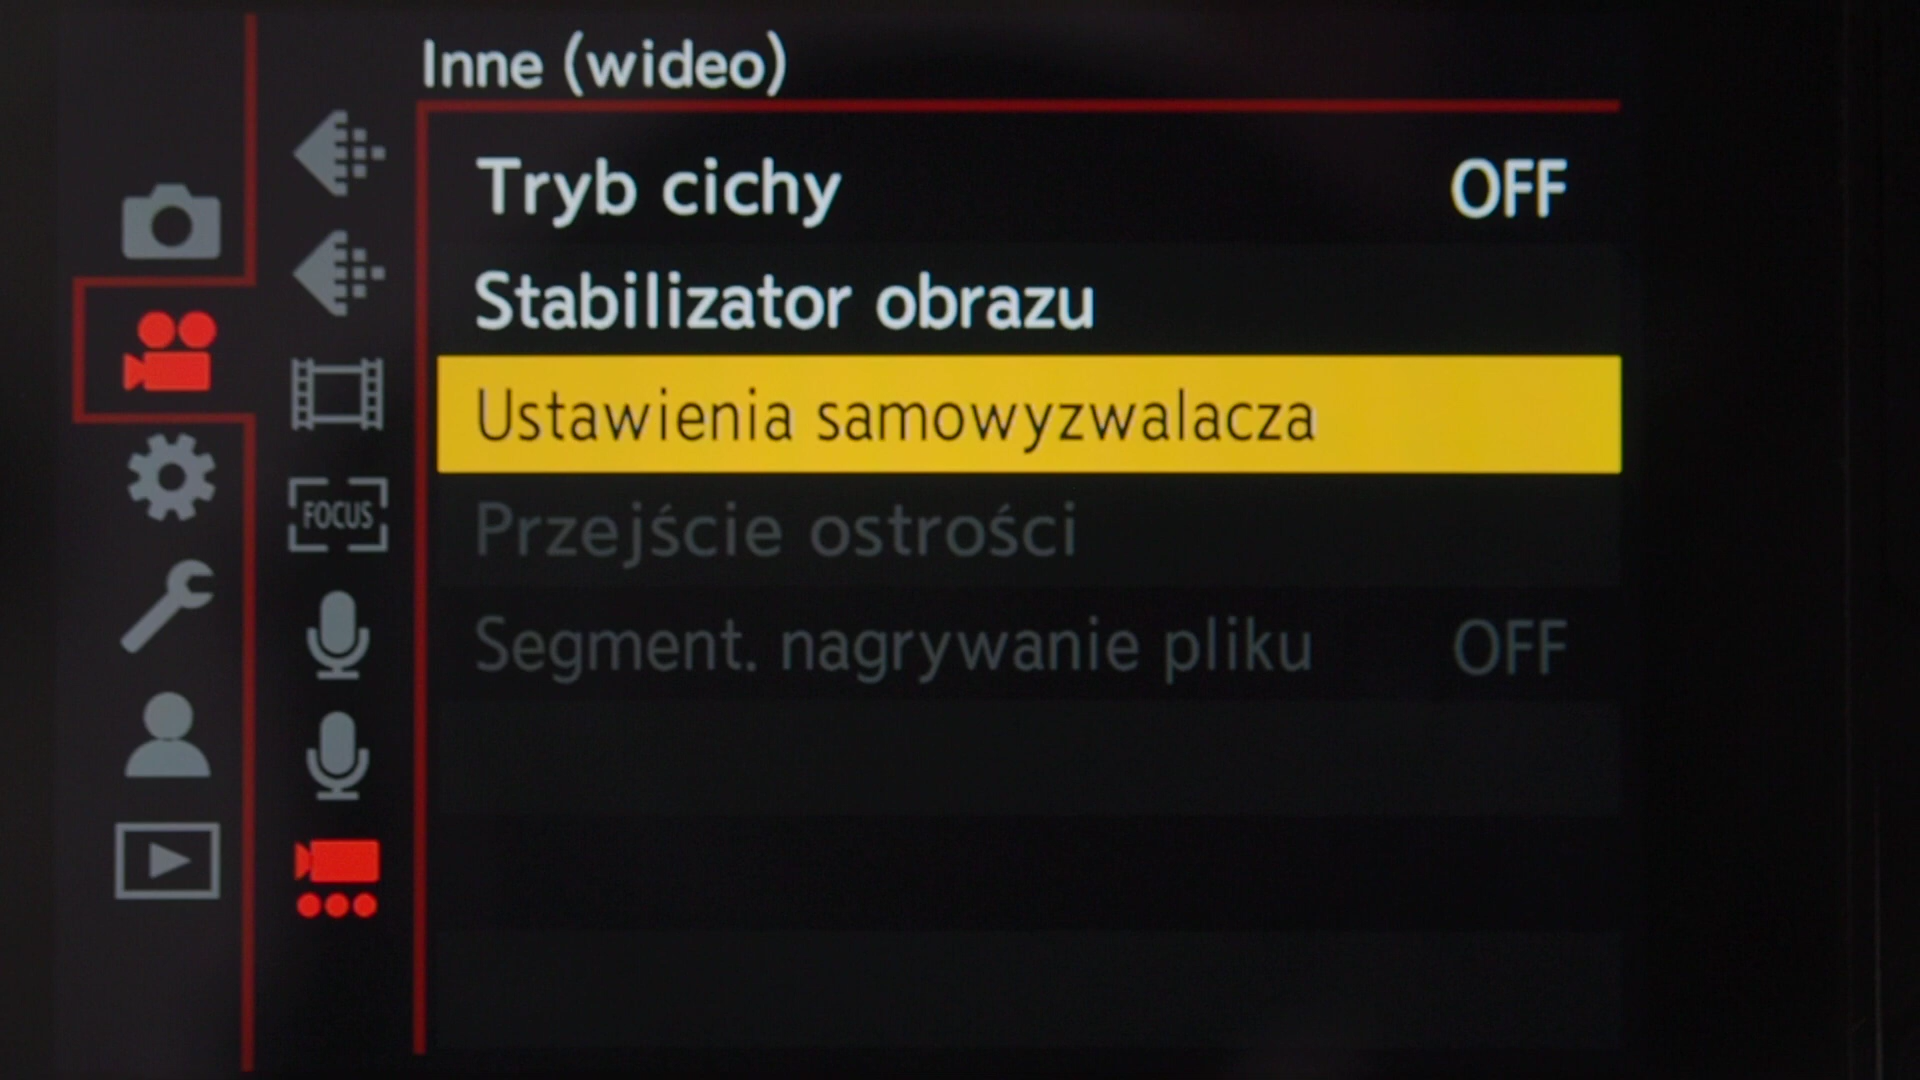 Inne (wideo)
Tryb cichy OFF
Stabilizator obrazu
Ustawienia samowyzwalacza
Przejście ostrości
FOCUS
Segment. nagrywanie pliku OFF